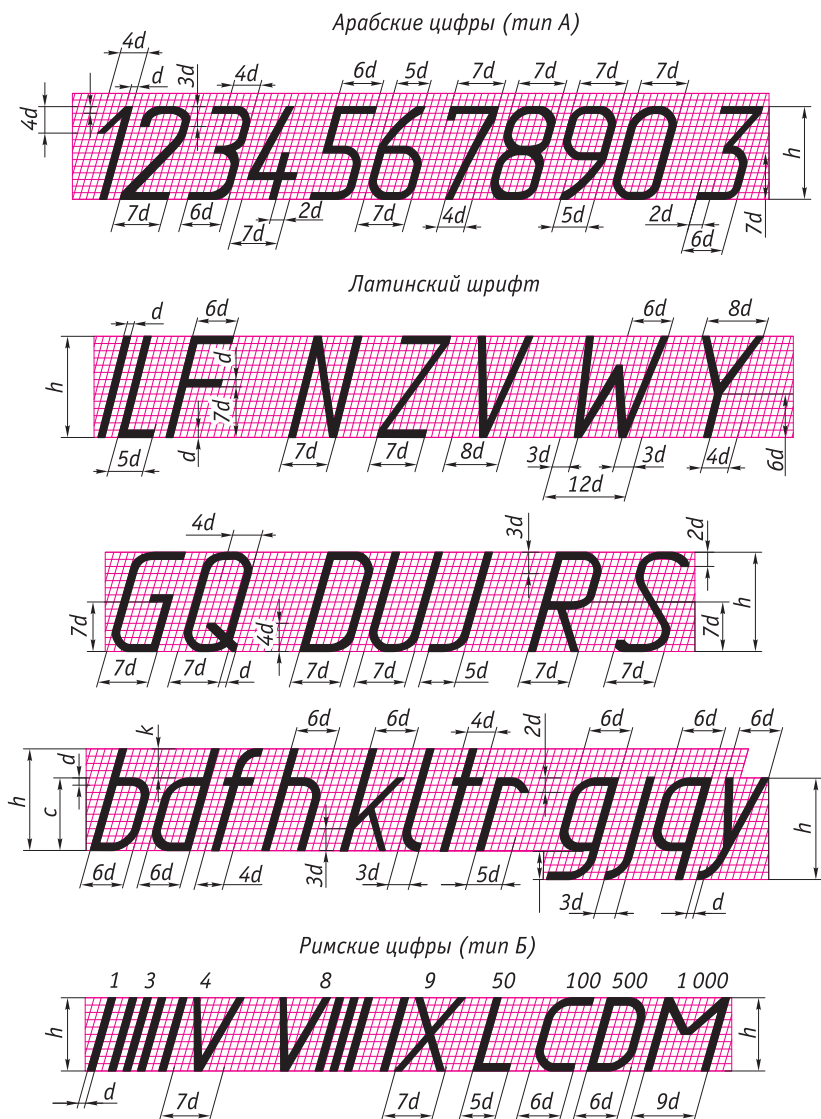 Арабские цифры (тип А)
4d d 3d 4d 6d 5d 7d 7d 7d 7d
4d 1234567890 3 h
7d 6d 7d 2d 7d 4d 5d 2d 6d 7d
Латинский шрифт
d 6d 6d 8d
h ILF NZVWY d 7d
5d d 7d 7d 8d 3d 12d 3d 4d 6d
4d 3d 2d
7d GQ DUJ RS 4d 7d h
7d 7d d 7d 7d 5d 7d 7d
k 6d 6d 4d 2d 6d 6d 6d
h c d bdfhkltr gjqy h
6d 6d 4d 3d 3d 5d 3d d
Римские цифры (тип Б)
1 3 4 8 9 50 100 500 1 000
h I III IV VIII IX L C D M h
d 7d 7d 5d 6d 6d 9d